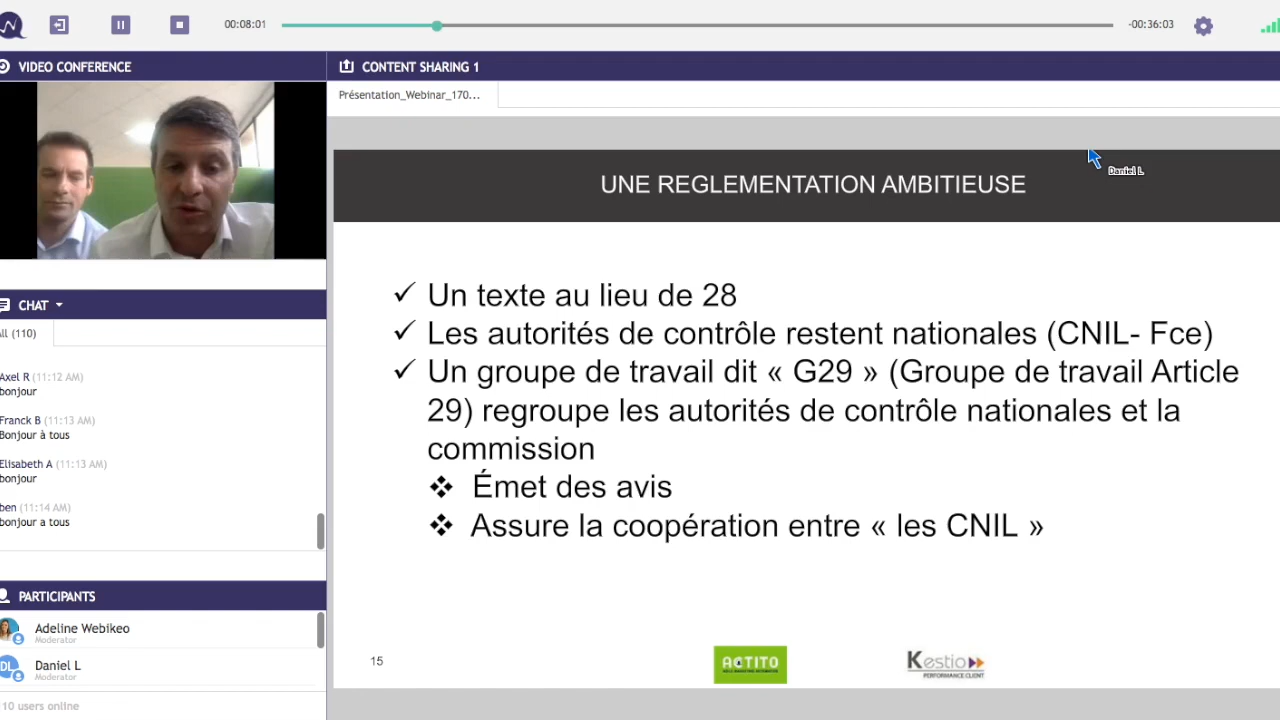 00:08:01
-00:36:03
VIDEO CONFERENCE
CONTENT SHARING 1
Présentation_Webinar_170...
Daniel L
UNE REGLEMENTATION AMBITIEUSE
✓ Un texte au lieu de 28
✓ Les autorités de contrôle restent nationales (CNIL- Fce)
✓ Un groupe de travail dit « G29 » (Groupe de travail Article
29) regroupe les autorités de contrôle nationales et la
commission
❖ Émet des avis
❖ Assure la coopération entre « les CNIL »
15
ACTITO
Kestio
PERFORMANCE CLIENT
CHAT
(110)
Axel R (11:12 AM)
bonjour
Franck B (11:13 AM)
Bonjour à tous
Elisabeth A (11:13 AM)
bonjour
ben (11:14 AM)
bonjour a tous
PARTICIPANTS
Adeline Webikeo
Moderator
DL
Daniel L
Moderator
10 users online